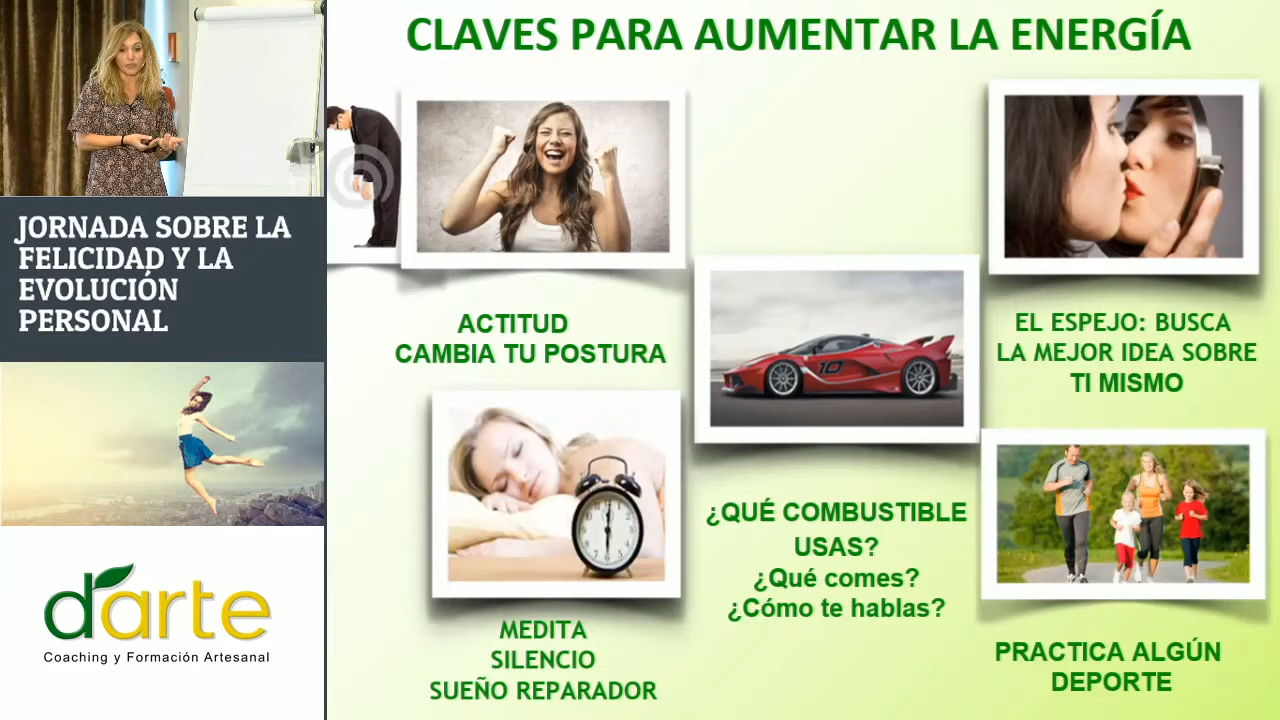 CLAVES PARA AUMENTAR LA ENERGÍA
JORNADA SOBRE LA
FELICIDAD Y LA
EVOLUCIÓN
PERSONAL
d'arte
Coaching y Formación Artesanal
ACTITUD
CAMBIA TU POSTURA
MEDITA
SILENCIO
SUEÑO REPARADOR
10
¿QUÉ COMBUSTIBLE
USAS?
¿Qué comes?
¿Cómo te hablas?
EL ESPEJO: BUSCA
LA MEJOR IDEA SOBRE
TI MISMO
PRACTICA ALGÚN
DEPORTE